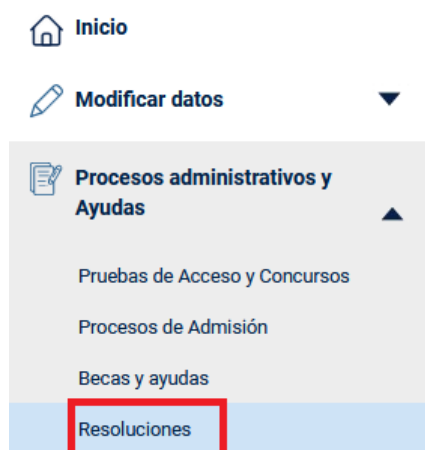 Inicio
Modificar datos
Procesos administrativos y
Ayudas
Pruebas de Acceso y Concursos
Procesos de Admisión
Becas y ayudas
Resoluciones